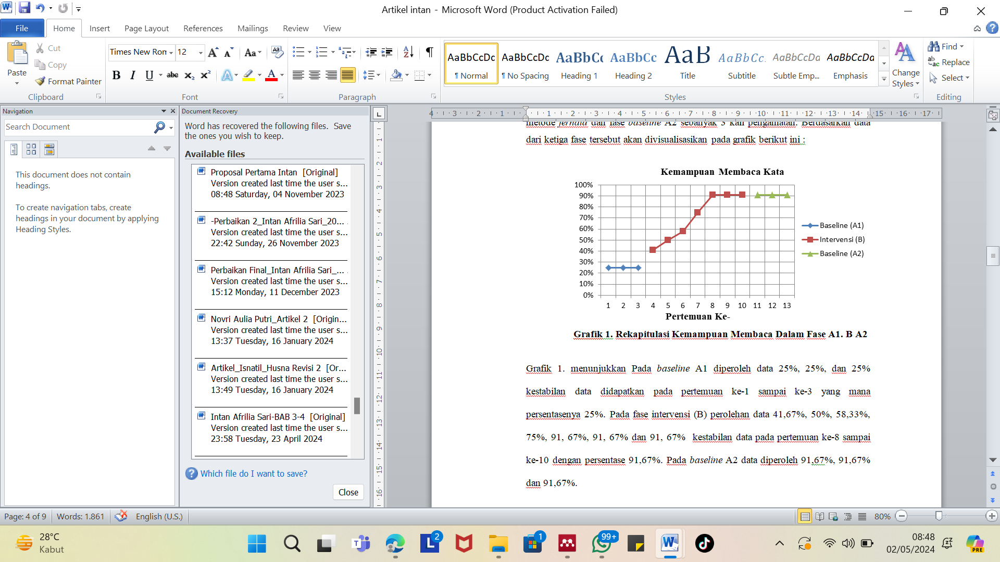 Artikel intan - Microsoft Word (Product Activation Failed)
File Home Insert Page Layout References Mailings Review View
Cut
Copy
Format Painter
Paste
Clipboard
Times New Ron 12
Font
Paragraph
AaBbCcDc AaBbCcDc AaBbCc AaBbCc AaB AaBbCc. AaBbCcDa AaBbCcDa
¶ Normal ¶ No Spacing Heading 1 Heading 2 Title Subtitle Subtle Emp... Emphasis
Change Styles
Styles
Find
Replace
Select
Editing
Navigation
Search Document
This document does not contain
headings.
To create navigation tabs, create
headings in your document by applying
Heading Styles.
Document Recovery
Word has recovered the following files. Save
the ones you wish to keep.
Available files
Proposal Pertama Intan [Original]
Version created last time the user s...
08:48 Saturday, 04 November 2023
-Perbaikan 2_Intan Afrilia Sari_20...
Version created last time the user s...
22:42 Sunday, 26 November 2023
Perbaikan Final_Intan Afrilia Sari_...
Version created last time the user s...
15:12 Monday, 11 December 2023
Novri Aulia Putri_Artikel 2 [Origin...
Version created last time the user s...
13:37 Tuesday, 16 January 2024
Artikel_Isnatil_Husna Revisi 2 [Or...
Version created last time the user s...
13:49 Tuesday, 16 January 2024
Intan Afrilia Sari-BAB 3-4 [Original]
Version created last time the user s...
23:58 Tuesday, 23 April 2024
Which file do I want to save?
Close
metode fernald dan fase baseline A2 sebanyak 3 kali pengamatan. Berdasarkan data
dari ketiga fase tersebut akan divisualisasikan pada grafik berikut ini :
Kemampuan Membaca Kata
100%
90%
80%
70%
60%
50%
40%
30%
20%
10%
0%
1 2 3 4 5 6 7 8 9 10 11 12 13
Pertemuan Ke-
Baseline (A1)
Intervensi (B)
Baseline (A2)
Grafik 1. Rekapitulasi Kemampuan Membaca Dalam Fase A1. B A2
Grafik 1. menunjukkan Pada baseline A1 diperoleh data 25%, 25%, dan 25%
kestabilan data didapatkan pada pertemuan ke-1 sampai ke-3 yang mana
persentasenya 25%. Pada fase intervensi (B) perolehan data 41,67%, 50%, 58,33%,
75%, 91, 67%, 91, 67% dan 91, 67% kestabilan data pada pertemuan ke-8 sampai
ke-10 dengan persentase 91,67%. Pada baseline A2 data diperoleh 91,67%, 91,67%
dan 91,67%.
Page: 4 of 9 Words: 1.861 English (U.S.) 80%
28°C
Kabut
2 1 99+
08:48
02/05/2024
PRE